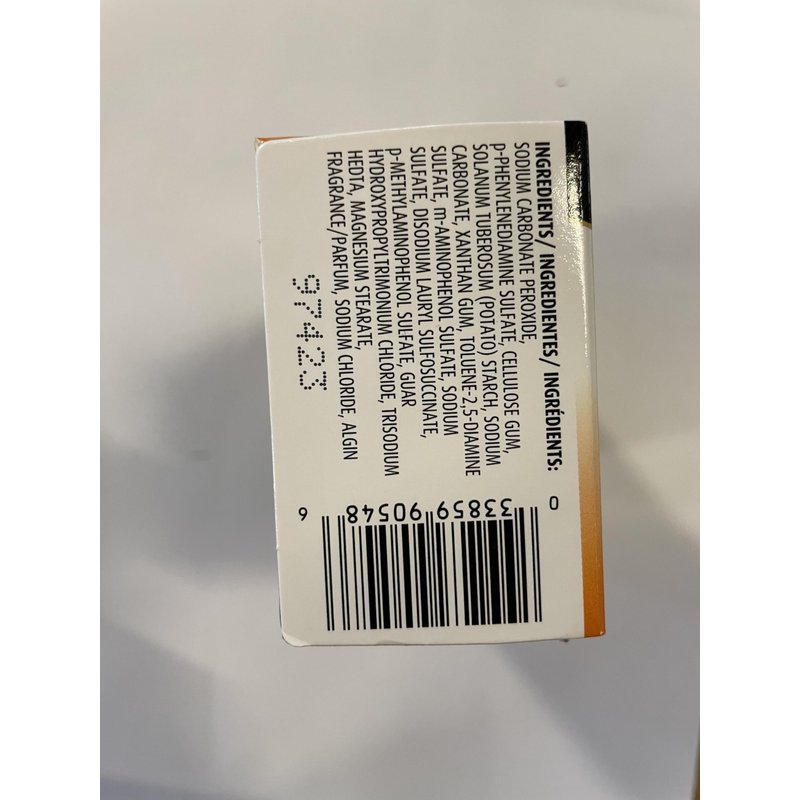 INGREDIENTS/ INGREDIENTES/ INGRÉDIENTS:
SODIUM CARBONATE PEROXIDE,
p-PHENYLENEDIAMINE SULFATE, CELLULOSE GUM,
SOLANUM TUBEROSUM (POTATO) STARCH, SODIUM
CARBONATE, XANTHAN GUM, TOLUENE-2,5-DIAMINE
SULFATE, m-AMINOPHENOL SULFATE, SODIUM
SULFATE, DISODIUM LAURYL SULFOSUCCINATE,
p-METHYLAMINOPHENOL SULFATE, GUAR
HYDROXYPROPYLTRIMONIUM CHLORIDE, TRISODIUM
HEDTA, MAGNESIUM STEARATE,
FRAGRANCE/PARFUM, SODIUM CHLORIDE, ALGIN
97423
0 33859 90548 6